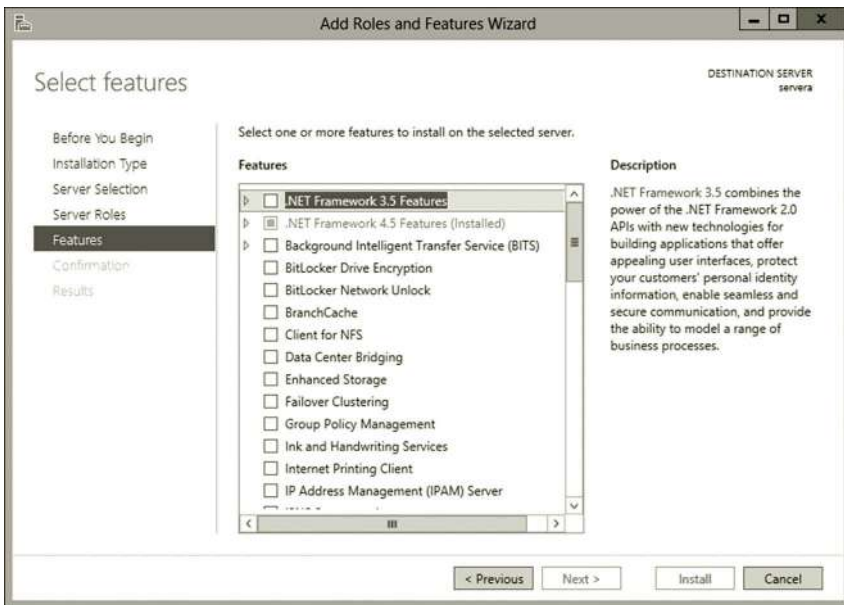 Add Roles and Features Wizard
Select features
DESTINATION SERVER
servera
Before You Begin
Installation Type
Server Selection
Server Roles
Features
Confirmation
Results
Select one or more features to install on the selected server.
Features
.NET Framework 3.5 Features
.NET Framework 4.5 Features (Installed)
Background Intelligent Transfer Service (BITS)
BitLocker Drive Encryption
BitLocker Network Unlock
BranchCache
Client for NFS
Data Center Bridging
Enhanced Storage
Failover Clustering
Group Policy Management
Ink and Handwriting Services
Internet Printing Client
IP Address Management (IPAM) Server
Description
.NET Framework 3.5 combines the
power of the .NET Framework 2.0
APIs with new technologies for
building applications that offer
appealing user interfaces, protect
your customers' personal identity
information, enable seamless and
secure communication, and provide
the ability to model a range of
business processes.
< Previous
Next >
Install
Cancel